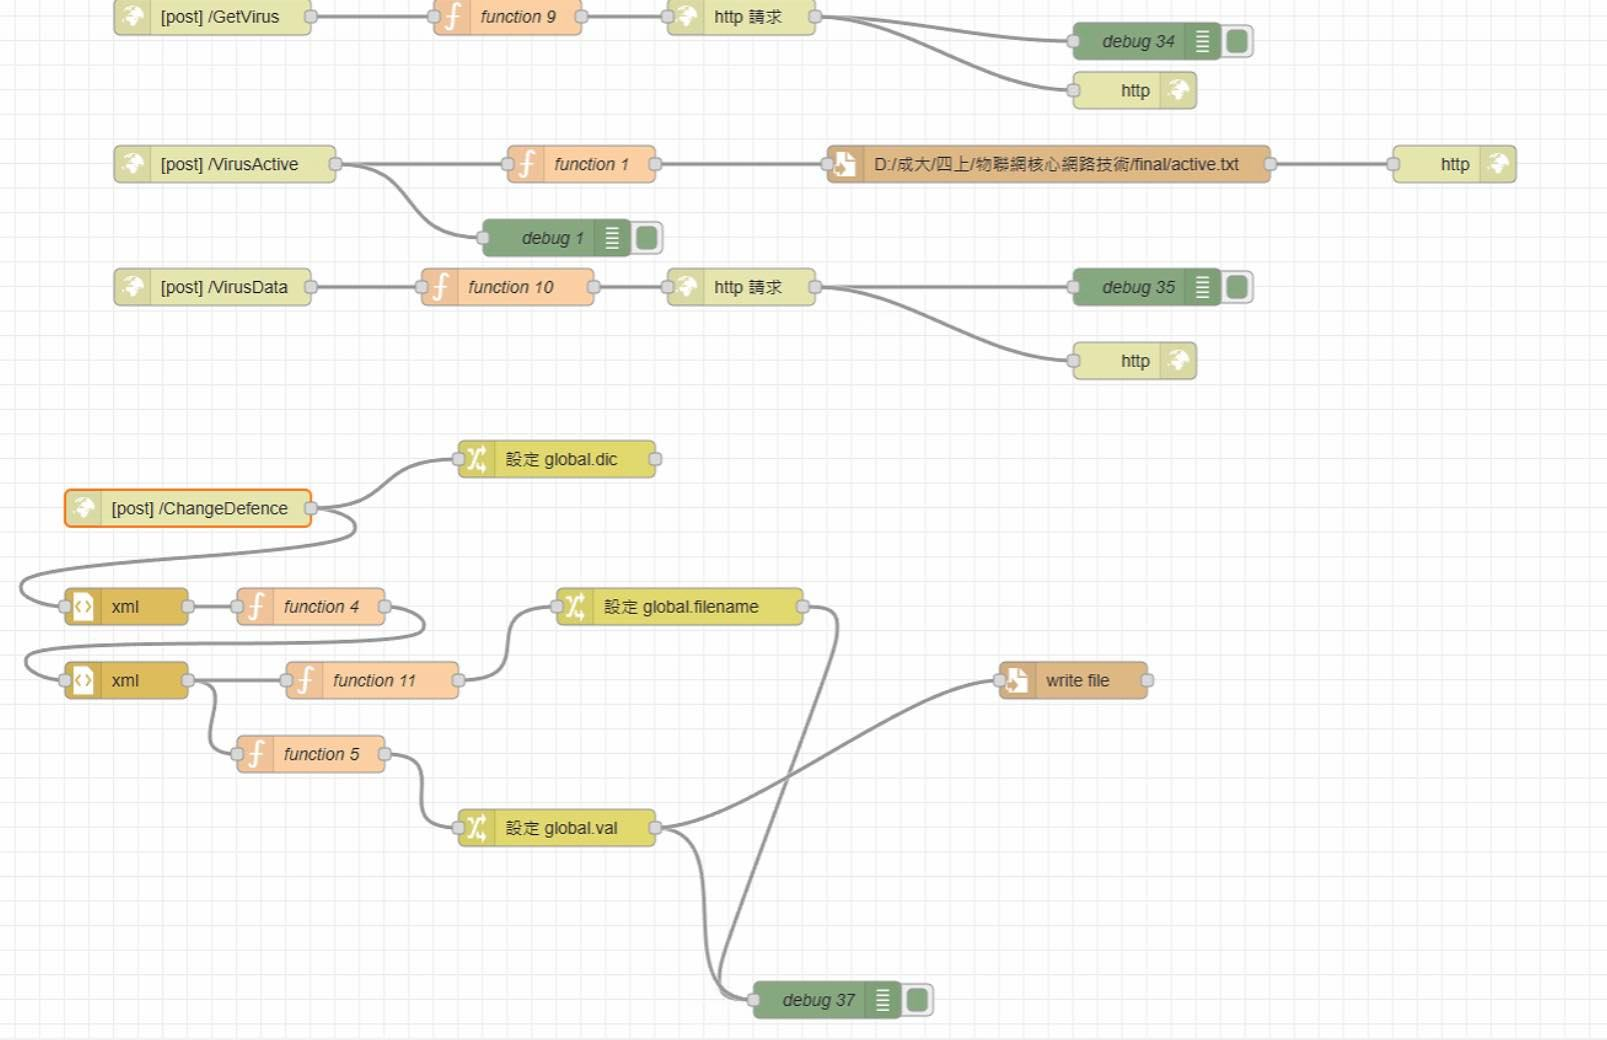 [post] /GetVirus
function 9
http 請求
debug 34
http
[post] /VirusActive
function 1
D:/成大/四上/物聯網核心網路技術/final/active.txt
http
debug 1
[post] /VirusData
function 10
http 請求
debug 35
http
設定 global.dic
[post] /ChangeDefence
xml
function 4
設定 global.filename
xml
function 11
write file
function 5
設定 global.val
debug 37